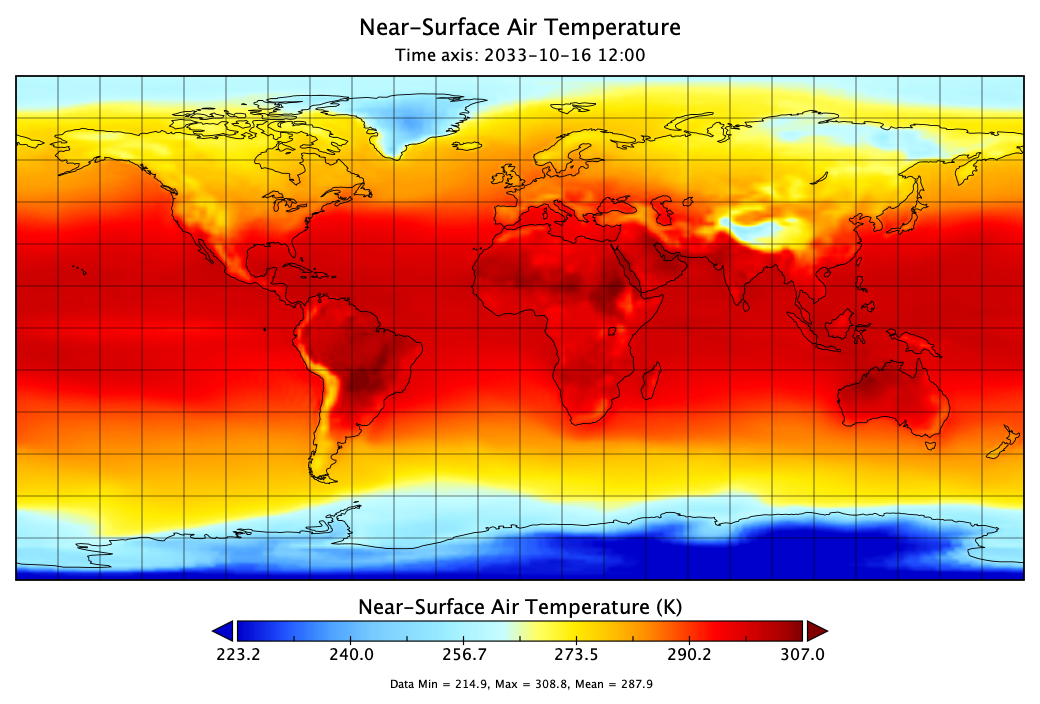 Near-Surface Air Temperature
Time axis: 2033-10-16 12:00
Near-Surface Air Temperature (K)
223.2 240.0 256.7 273.5 290.2 307.0
Data Min = 214.9, Max = 308.8, Mean = 287.9